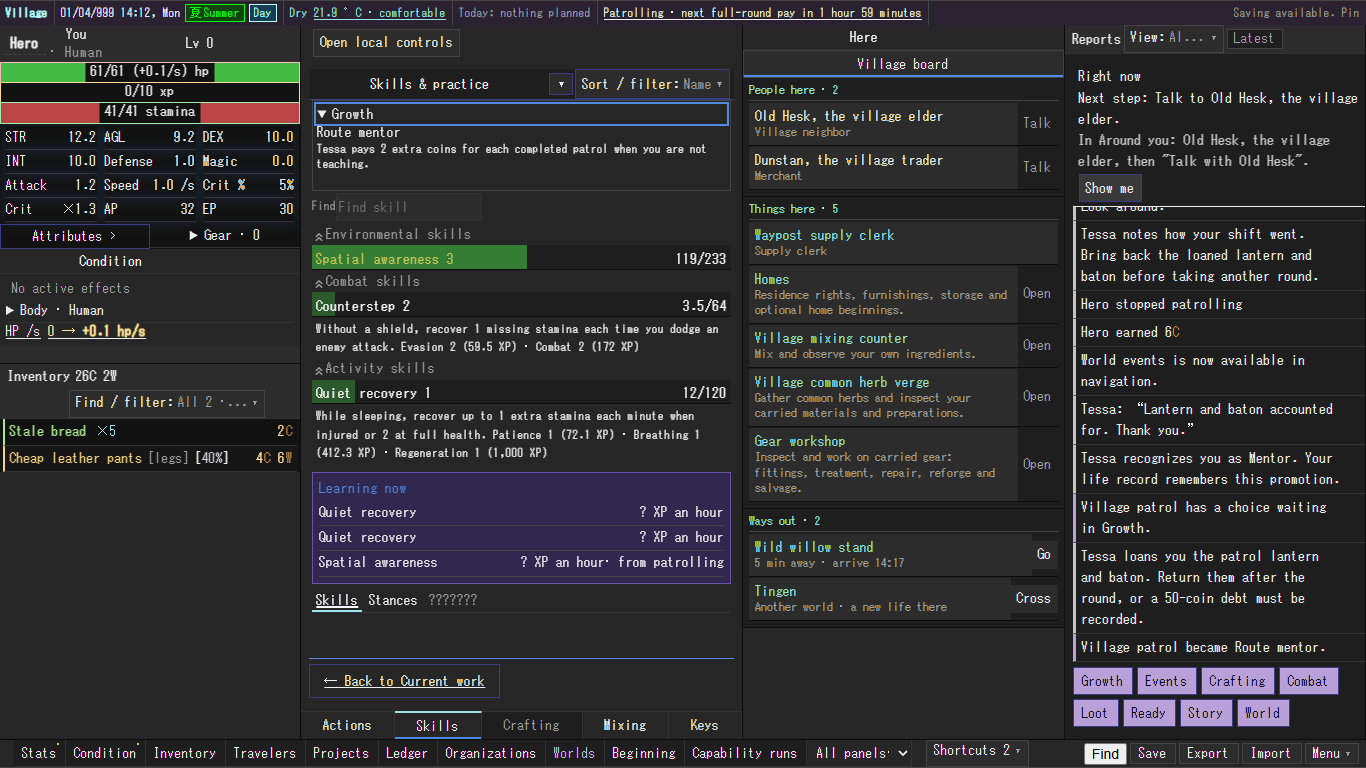 Village 01/04/999 14:12, Mon 夏Summer Day Dry 21.9 °C · comfortable Today: nothing planned Patrolling · next full-round pay in 1 hour 59 minutes Saving available. Pin
Hero · You Human Lv 0
61/61 (+0.1/s) hp
0/10 xp
41/41 stamina
STR 12.2 AGL 9.2 DEX 10.0
INT 10.0 Defense 1.0 Magic 0.0
Attack 1.2 Speed 1.0 /s Crit % 5%
Crit ×1.3 AP 32 EP 30
Attributes > ▶ Gear · 0
Condition
No active effects
▶ Body · Human
HP /s 0 → +0.1 hp/s
Inventory 26C 2W
Find / filter: All 2 ·... ▾
Stale bread ×5 2C
Cheap leather pants [legs] [40%] 4C 6W
Open local controls
Skills & practice ▾ Sort / filter: Name ▾
▼ Growth
Route mentor
Tessa pays 2 extra coins for each completed patrol when you are not
teaching.
Find Find skill
Environmental skills
Spatial awareness 3 119/233
Combat skills
Counterstep 2 3.5/64
Without a shield, recover 1 missing stamina each time you dodge an
enemy attack. Evasion 2 (59.5 XP) · Combat 2 (172 XP)
Activity skills
Quiet recovery 1 12/120
While sleeping, recover up to 1 extra stamina each minute when
injured or 2 at full health. Patience 1 (72.1 XP) · Breathing 1
(412.3 XP) · Regeneration 1 (1,000 XP)
Learning now
Quiet recovery ? XP an hour
Quiet recovery ? XP an hour
Spatial awareness ? XP an hour· from patrolling
Skills Stances ???????
← Back to Current work
Actions Skills Crafting Mixing Keys
Here
Village board
People here · 2
Old Hesk, the village elder
Village neighbor
Talk
Dunstan, the village trader
Merchant
Talk
Things here · 5
Waypost supply clerk
Supply clerk
Homes
Residence rights, furnishings, storage and
optional home beginnings.
Open
Village mixing counter
Mix and observe your own ingredients.
Open
Village common herb verge
Gather common herbs and inspect your
carried materials and preparations.
Open
Gear workshop
Inspect and work on carried gear:
fittings, treatment, repair, reforge and
salvage.
Open
Ways out · 2
Wild willow stand
5 min away · arrive 14:17
Go
Tingen
Another world · a new life there
Cross
Reports View: Al... ▾ Latest
Right now
Next step: Talk to Old Hesk, the village
elder.
In Around you: Old Hesk, the village
elder, then "Talk with Old Hesk".
Show me
Look around.
Tessa notes how your shift went.
Bring back the loaned lantern and
baton before taking another round.
Hero stopped patrolling
Hero earned 6C
World events is now available in
navigation.
Tessa: “Lantern and baton accounted
for. Thank you.”
Tessa recognizes you as Mentor. Your
life record remembers this promotion.
Village patrol has a choice waiting
in Growth.
Tessa loans you the patrol lantern
and baton. Return them after the
round, or a 50-coin debt must be
recorded.
Village patrol became Route mentor.
Growth Events Crafting Combat
Loot Ready Story World
Stats Condition Inventory Travelers Projects Ledger Organizations Worlds Beginning Capability runs All panels Shortcuts 2 ▾ Find Save Export Import Menu ▾